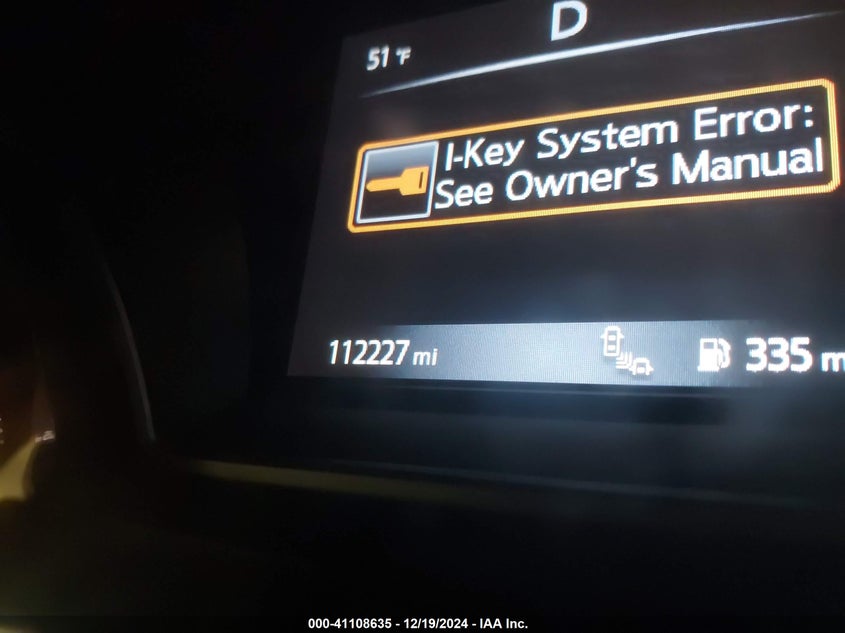 D
51 °F
I-Key System Error:
See Owner's Manual
112227 mi
335 m
000-41108635 - 12/19/2024 - IAA Inc.